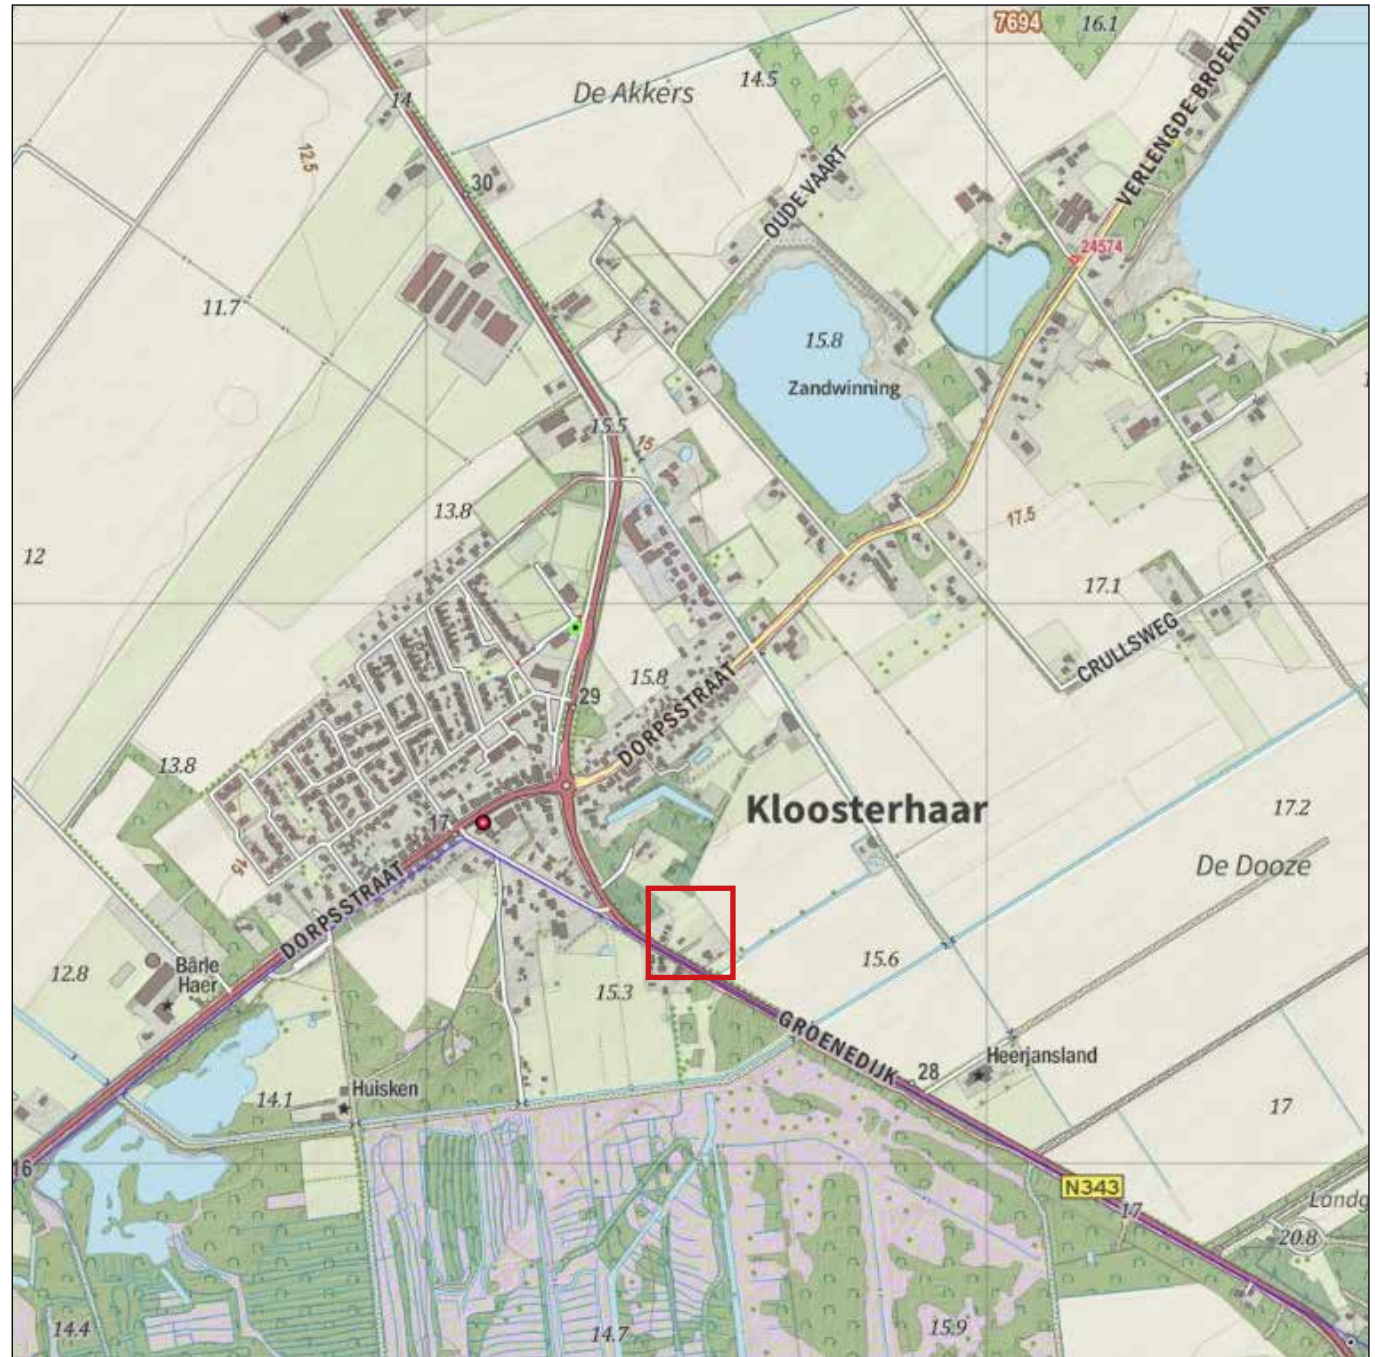 7694
16.1
De Akkers
14.5
14
12.5
VERLENGDE-BROEKDIJK
30
OUDE-VAART
24574
11.7
15.8
Zandwinning
15.5
15
13.8
17.5
12
17.1
CRULLSWEG
15.8
29
DORPSSTRAAT
13.8
17.2
Kloosterhaar
17
15
De Dooze
DORPSSTRAAT
Bârle
Haer
12.8
15.6
15.3
GROENEDIJK
Heerjansland
28
Huisken
14.1
17
16
N343
17
Landg
20.8
14.4
14.7
15.9